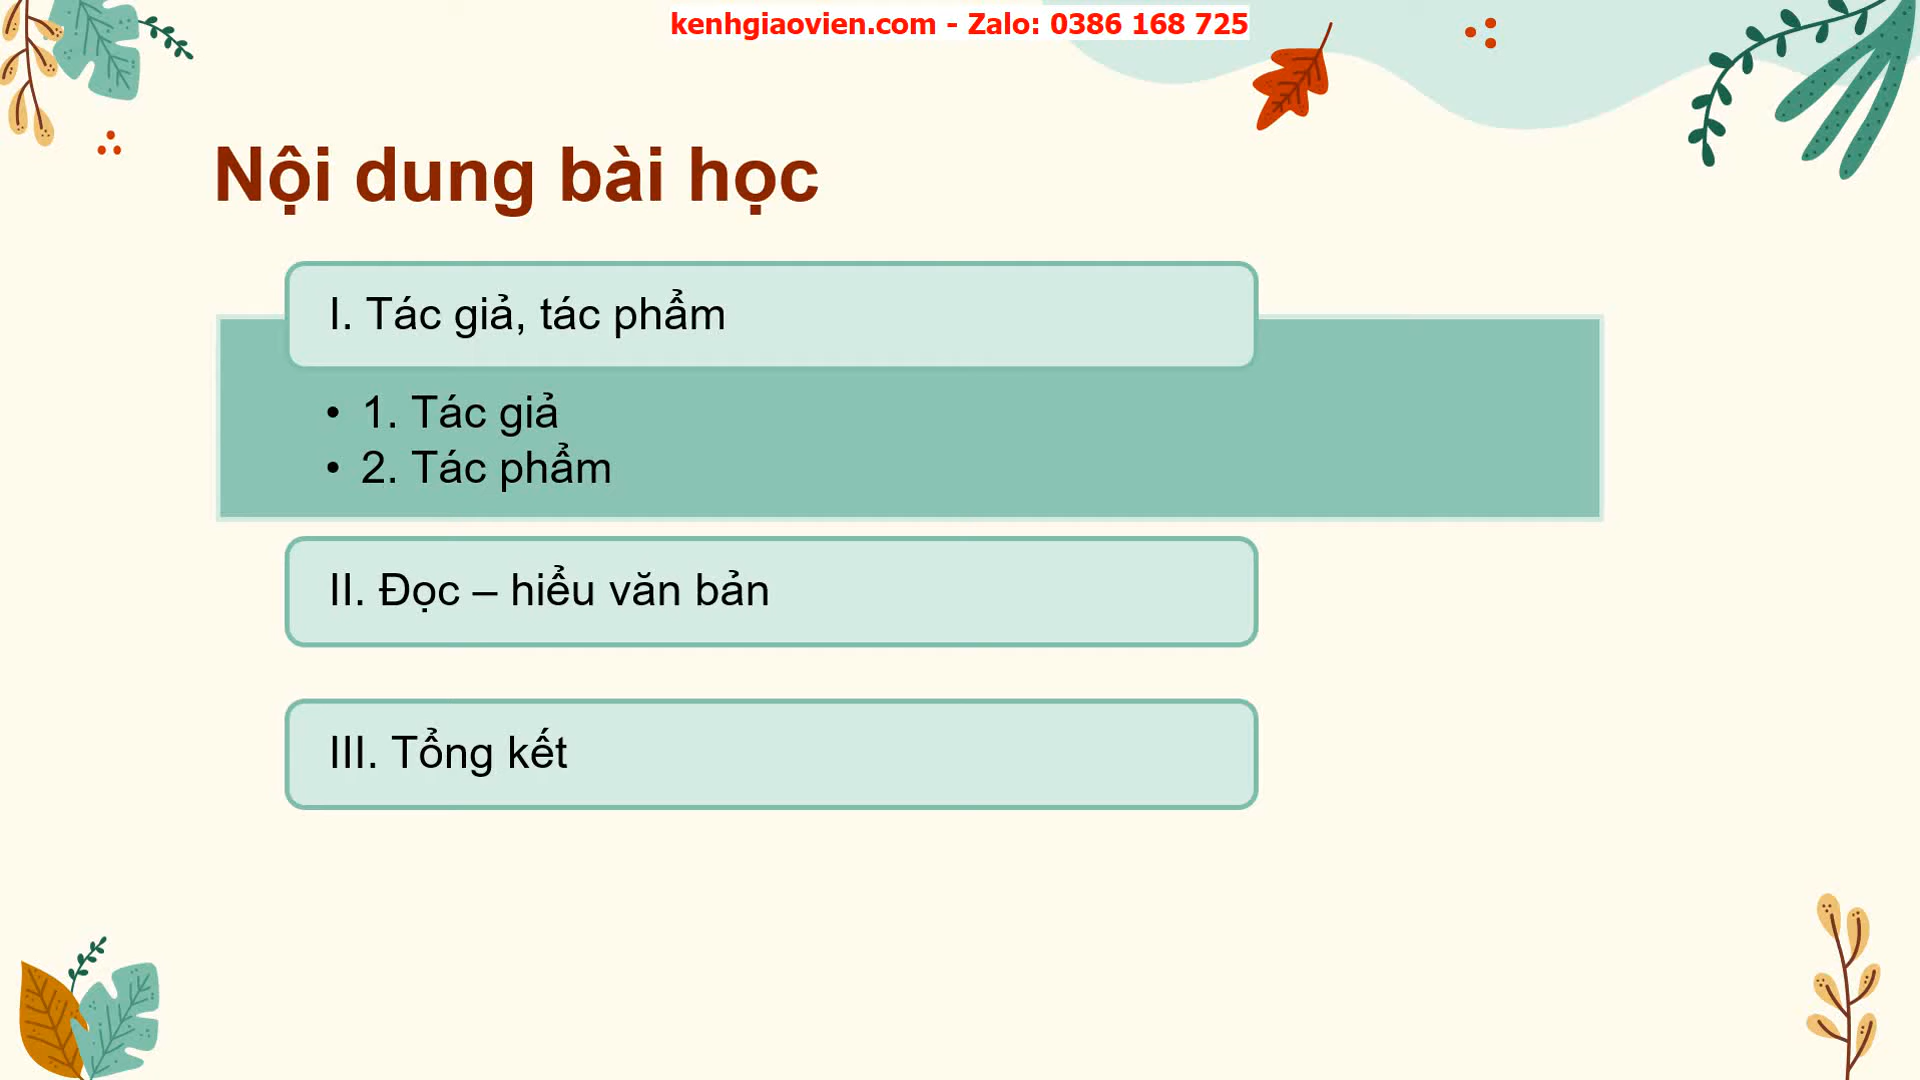 kenhgiaovien.com - Zalo: 0386 168 725
Nội dung bài học
I. Tác giả, tác phẩm
• 1. Tác giả
• 2. Tác phẩm
II. Đọc – hiểu văn bản
III. Tổng kết